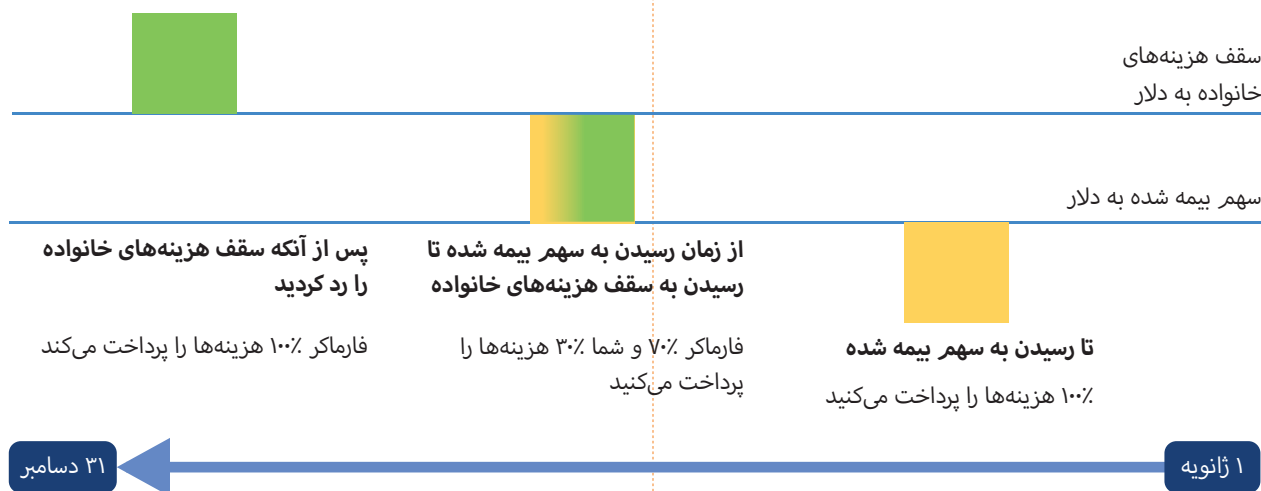 سقف هزینه‌های
خانواده به دلار
سهم بیمه شده به دلار
تا رسیدن به سهم بیمه شده
۱۰۰٪ هزینه‌ها را پرداخت می‌کنید
از زمان رسیدن به سهم بیمه شده تا
رسیدن به سقف هزینه‌های خانواده
فارماکر ۷۰٪ و شما ۳۰٪ هزینه‌ها را
پرداخت می‌کنید
پس از آنکه سقف هزینه‌های خانواده
را رد کردید
فارماکر ۱۰۰٪ هزینه‌ها را پرداخت می‌کند
۱ ژانویه
۳۱ دسامبر